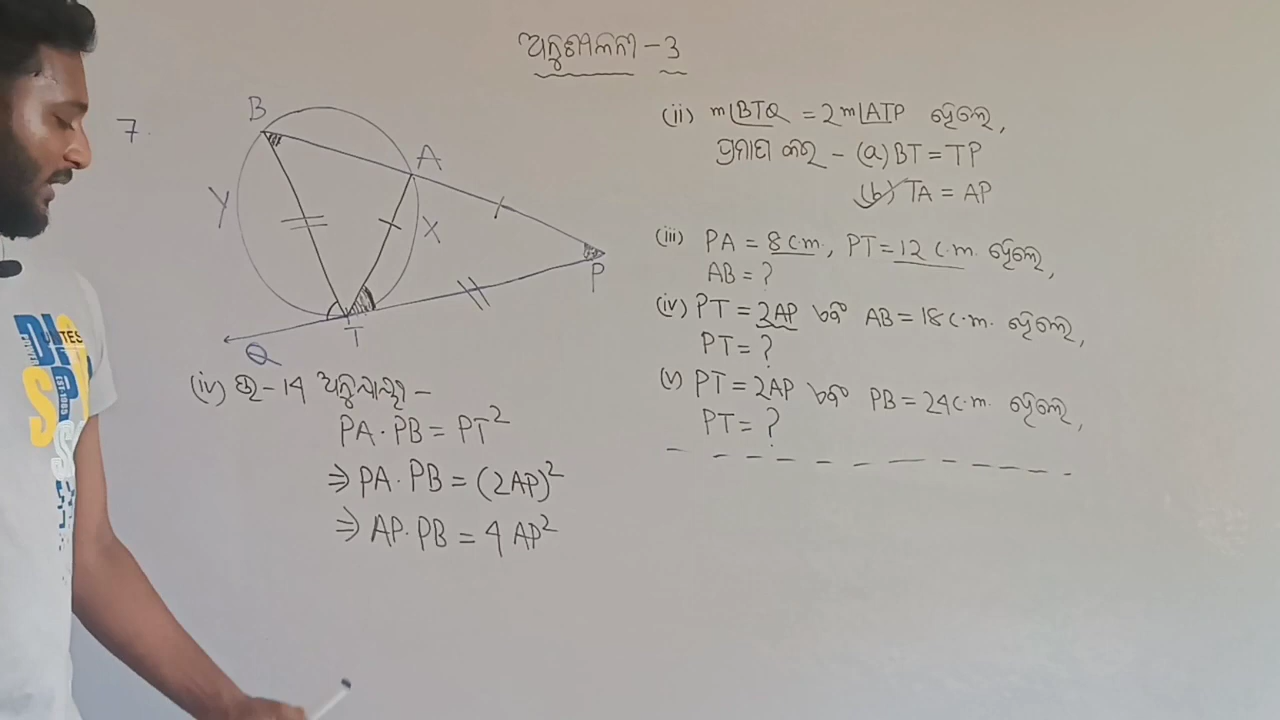 ଅନୁଶୀଳନୀ - 3
7.
B
A
Y
X
P
T
Q
(ii) m∠BTQ = 2m∠ATP ହେଲେ,
ପ୍ରମାଣ କର - (a) BT = TP
(b) TA = AP
(iii) PA = 8 c.m., PT = 12 c.m. ହେଲେ,
AB = ?
(iv) PT = 2AP ଏବଂ AB = 18 c.m. ହେଲେ,
PT = ?
(v) PT = 2AP ଏବଂ PB = 24 c.m. ହେଲେ,
PT = ?
(iv) ଉ - 14 ଅନୁଯାୟୀ -
PA · PB = PT²
⇒ PA · PB = (2AP)²
⇒ AP · PB = 4 AP²